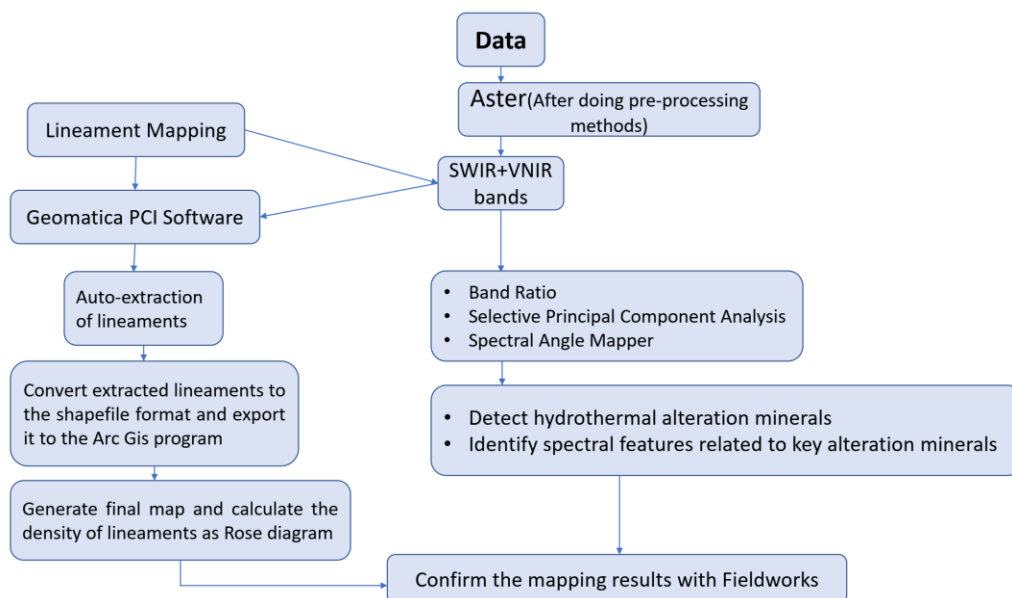 Data
Aster(After doing pre-processing
methods)
Lineament Mapping
SWIR+VNIR
bands
Geomatica PCI Software
Auto-extraction
of lineaments
• Band Ratio
• Selective Principal Component Analysis
• Spectral Angle Mapper
Convert extracted lineaments to
the shapefile format and export
it to the Arc Gis program
• Detect hydrothermal alteration minerals
• Identify spectral features related to key alteration minerals
Generate final map and calculate the
density of lineaments as Rose diagram
Confirm the mapping results with Fieldworks